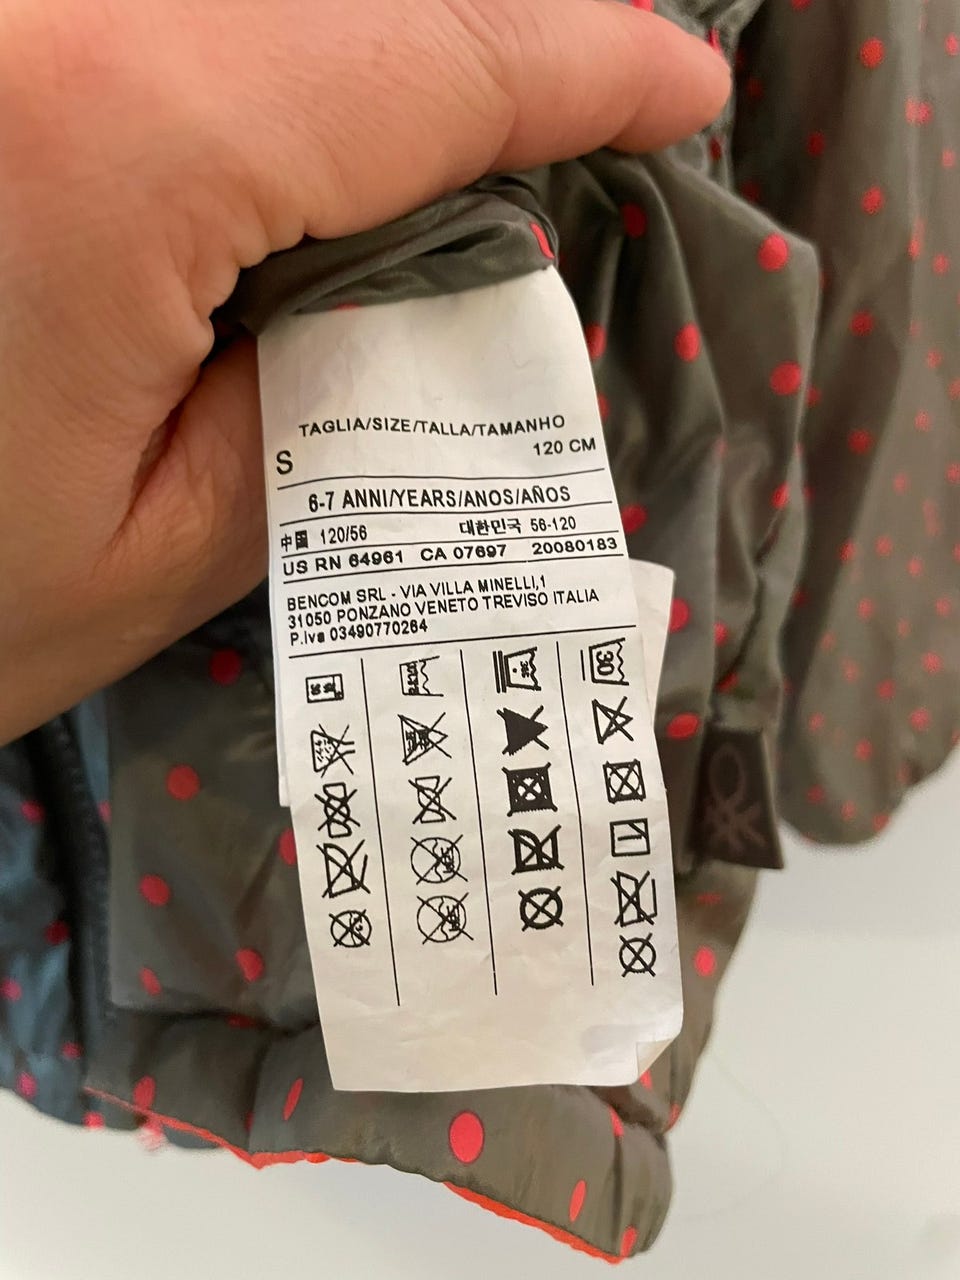 TAGLIA/SIZE/TALLA/TAMANHO
S 120 CM
6-7 ANNI/YEARS/ANOS/AÑOS
中国 120/56 대한민국 56-120
US RN 64961 CA 07697 20080183
BENCOM SRL - VIA VILLA MINELLI,1
31050 PONZANO VENETO TREVISO ITALIA
P.Iva 03490770264
30